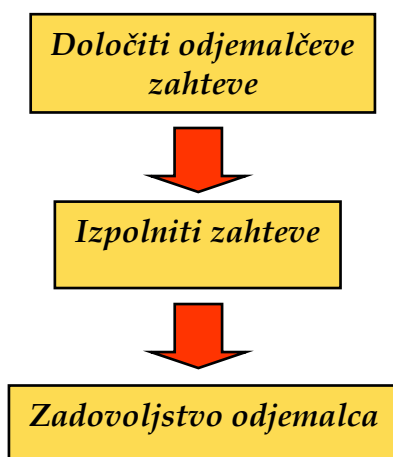 Določiti odjemalčeve
zahteve
Izpolniti zahteve
Zadovoljstvo odjemalca